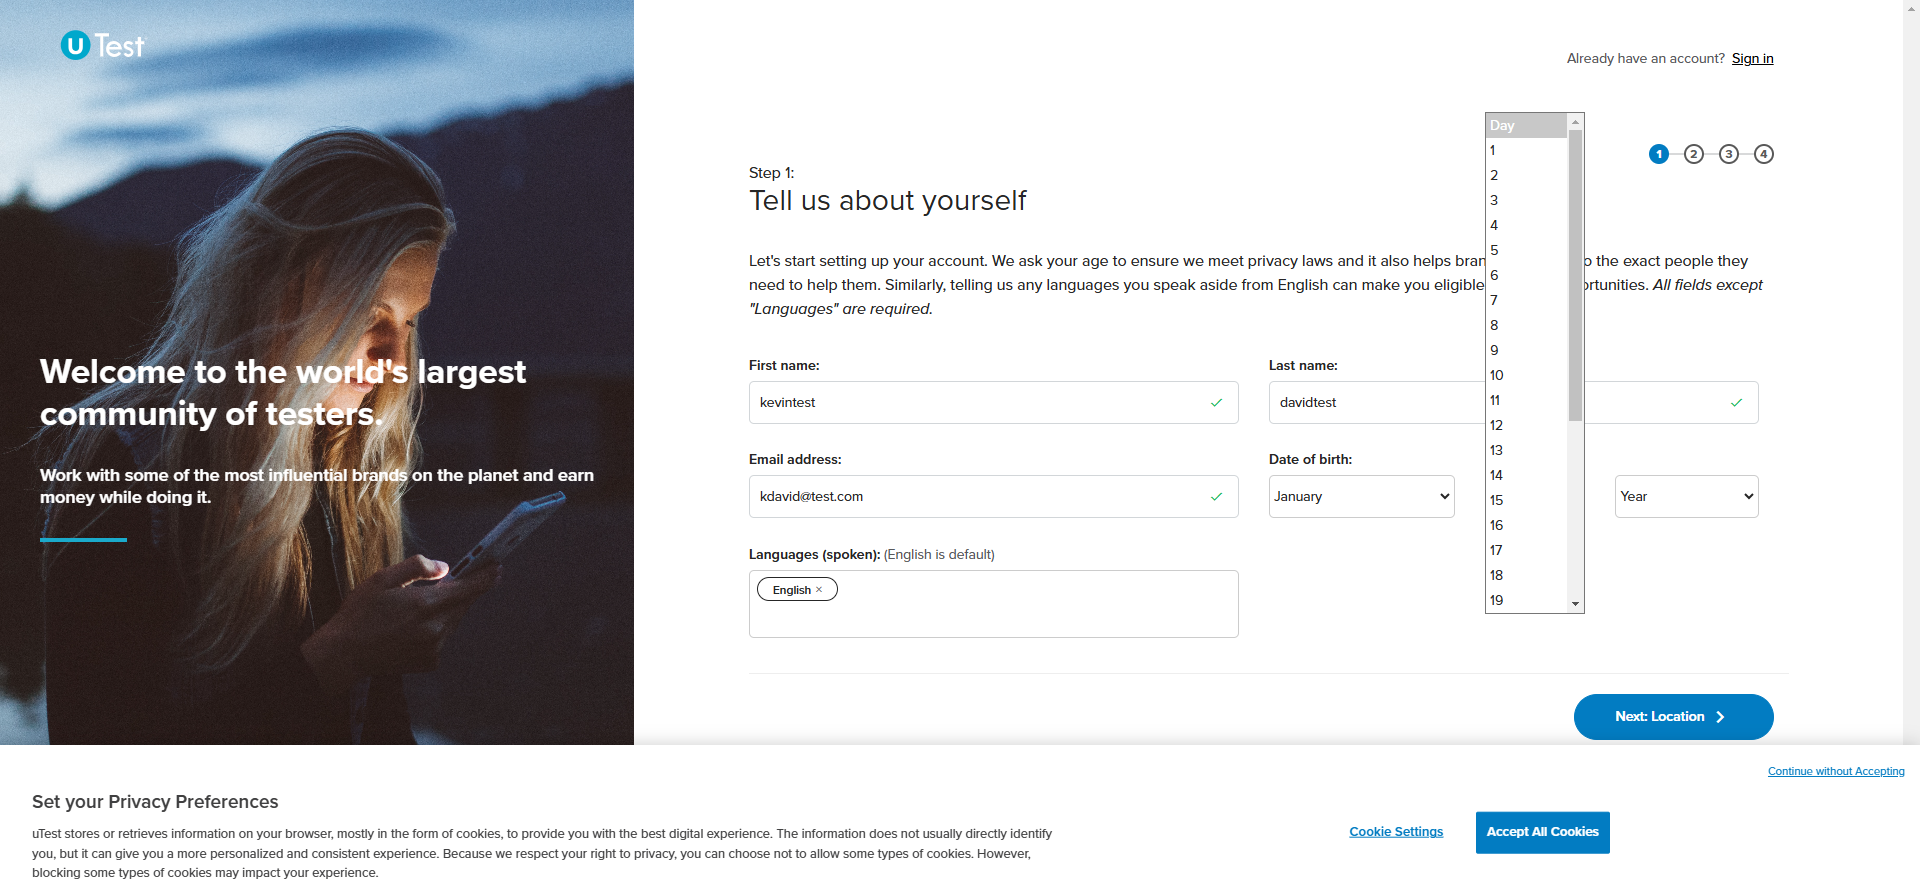 U Test
Already have an account? Sign in
1 2 3 4
Step 1:
Tell us about yourself
Let's start setting up your account. We ask your age to ensure we meet privacy laws and it also helps bran
o the exact people they
need to help them. Similarly, telling us any languages you speak aside from English can make you eligible
ortunities. All fields except
"Languages" are required.
Welcome to the world's largest
community of testers.
Work with some of the most influential brands on the planet and earn
money while doing it.
First name:
kevintest
Last name:
davidtest
Email address:
kdavid@test.com
Date of birth:
January
Day
1
2
3
4
5
6
7
8
9
10
11
12
13
14
15
16
17
18
19
Year
Languages (spoken): (English is default)
English ×
Next: Location
Continue without Accepting
Set your Privacy Preferences
uTest stores or retrieves information on your browser, mostly in the form of cookies, to provide you with the best digital experience. The information does not usually directly identify
you, but it can give you a more personalized and consistent experience. Because we respect your right to privacy, you can choose not to allow some types of cookies. However,
blocking some types of cookies may impact your experience.
Cookie Settings
Accept All Cookies